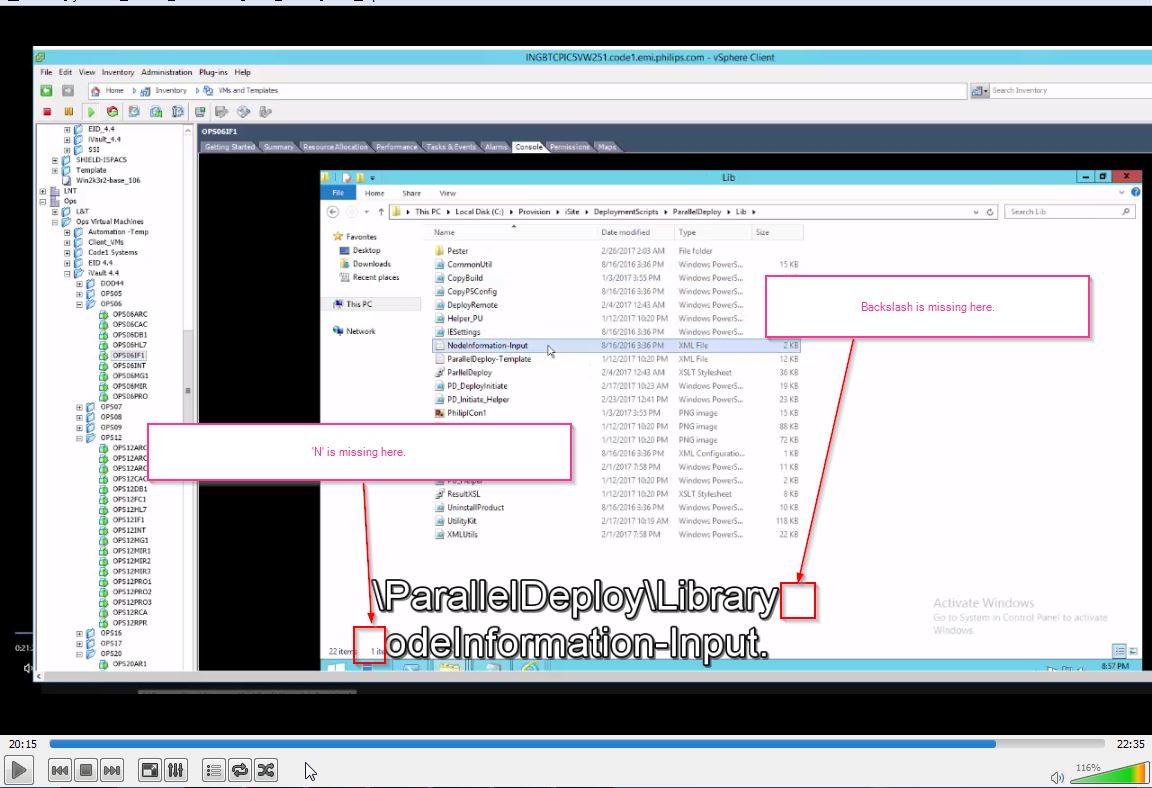 INGBTCPIC5VW251.code1.emi.philips.com - vSphere Client
File Edit View Inventory Administration Plug-ins Help
Home Inventory VMs and Templates
Search Inventory
EID_4.4
iVault_4.4
SSI
SHIELD-ISPACS
Template
Win2k3r2-base_106
LNT
Ops
L&T
Ops Virtual Machines
Automation -Temp
Client_VMs
Code1 Systems
EID 4.4
iVault 4.4
DOD44
OPS05
OPS06
OPS06ARC
OPS06CAC
OPS06DB1
OPS06HL7
OPS06IF1
OPS06INT
OPS06MG1
OPS06MIR
OPS06PRO
OPS07
OPS08
OPS09
OPS12
OPS12ARC
OPS12ARC
OPS12ARC
OPS12CAC
OPS12DB1
OPS12FC1
OPS12HL7
OPS12IF1
OPS12INT
OPS12MG1
OPS12MIR1
OPS12MIR2
OPS12MIR3
OPS12PRO1
OPS12PRO2
OPS12PRO3
OPS12RCA
OPS12RPR
OPS16
OPS17
OPS20
OPS20AR1
OPS06IF1
Getting Started Summary Resource Allocation Performance Tasks & Events Alarms Console Permissions Maps
Lib
File Home Share View
This PC Local Disk (C:) Provision iSite DeploymentScripts ParallelDeploy Lib
Search Lib
Favorites
Desktop
Downloads
Recent places
This PC
Network
Name Date modified Type Size
Pester 2/26/2017 2:03 AM File folder
CommonUtil 8/16/2016 3:36 PM Windows PowerS... 15 KB
CopyBuild 1/3/2017 3:55 PM Windows PowerS...
CopyPSConfig 8/16/2016 3:36 PM Windows PowerS...
DeployRemote 2/4/2017 12:43 AM Windows PowerS...
Helper_PU 1/12/2017 10:20 PM Windows PowerS...
IESettings 8/16/2016 3:36 PM Windows PowerS...
NodeInformation-Input 8/16/2016 3:36 PM XML File 2 KB
ParallelDeploy-Template 1/12/2017 10:20 PM XML File 12 KB
ParllelDeploy 2/4/2017 12:43 AM XSLT Stylesheet 36 KB
PD_DeployInitiate 2/17/2017 10:23 AM Windows PowerS... 19 KB
PD_Initiate_Helper 2/23/2017 12:41 PM Windows PowerS... 23 KB
PhilipICon1 1/3/2017 3:55 PM PNG image 15 KB
1/12/2017 10:20 PM PNG image 88 KB
1/12/2017 10:20 PM PNG image 72 KB
8/16/2016 3:36 PM XML Configuratio... 1 KB
2/1/2017 7:58 PM Windows PowerS... 11 KB
1/12/2017 10:20 PM Windows PowerS... 2 KB
ResultXSL 1/12/2017 10:20 PM XSLT Stylesheet 8 KB
UninstallProduct 8/16/2016 3:36 PM Windows PowerS... 10 KB
UtilityKit 2/17/2017 10:19 AM Windows PowerS... 118 KB
XMLUtils 2/1/2017 7:58 PM Windows PowerS... 22 KB
Backslash is missing here.
'N' is missing here.
\ParallelDeploy\Library
odeInformation-Input.
Activate Windows
Go to System in Control Panel to activate
Windows.
22 items
8:57 PM
20:15
22:35
116%